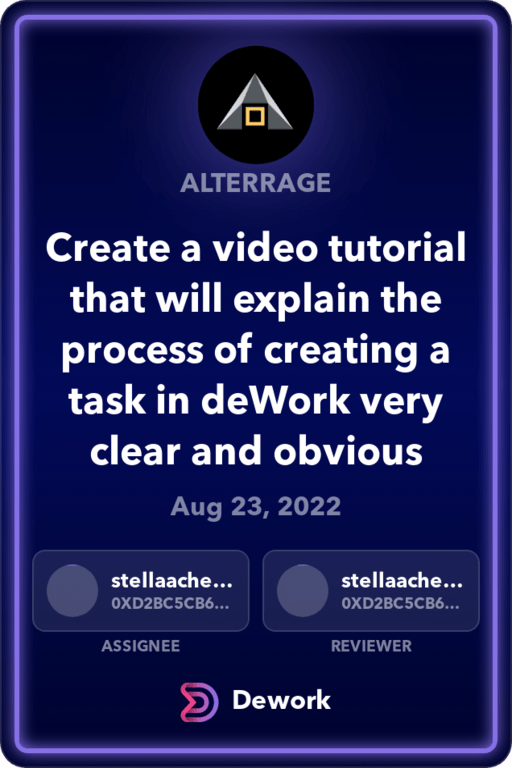 ALTERRAGE
Create a video tutorial
that will explain the
process of creating a
task in deWork very
clear and obvious
Aug 23, 2022
stellaache...
0XD2BC5CB6...
stellaache...
0XD2BC5CB6...
ASSIGNEE
REVIEWER
Dework